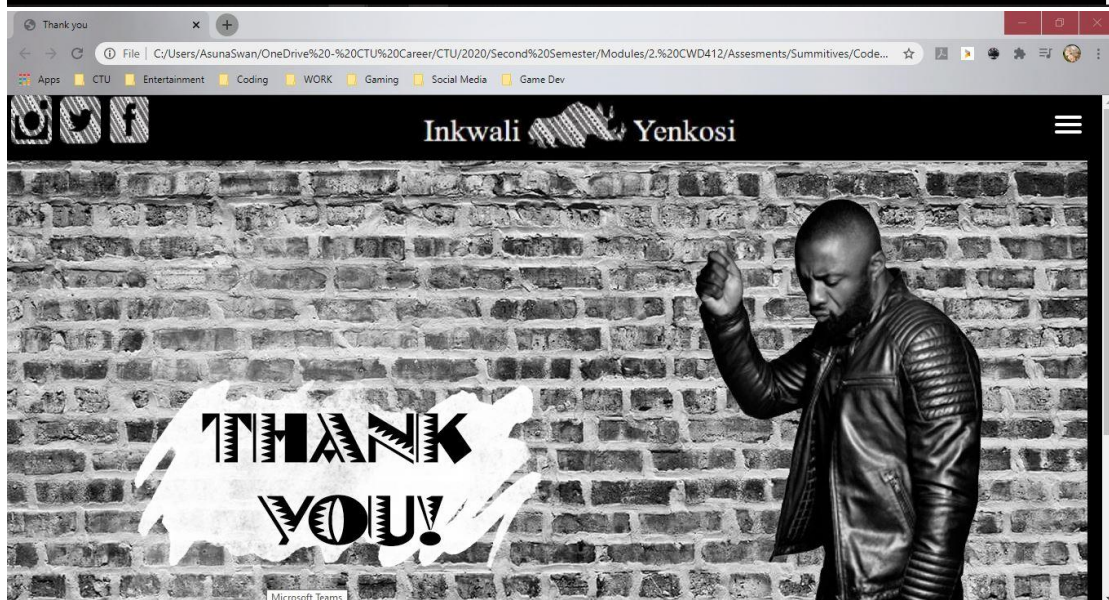 Thank you
File | C:/Users/AsunaSwan/OneDrive%20-%20CTU%20Career/CTU/2020/Second%20Semester/Modules/2.%20CWD412/Assesments/Summitives/Code...
Apps CTU Entertainment Coding WORK Gaming Social Media Game Dev
Inkwali Yenkosi
THANK
YOU!
Microsoft Teams